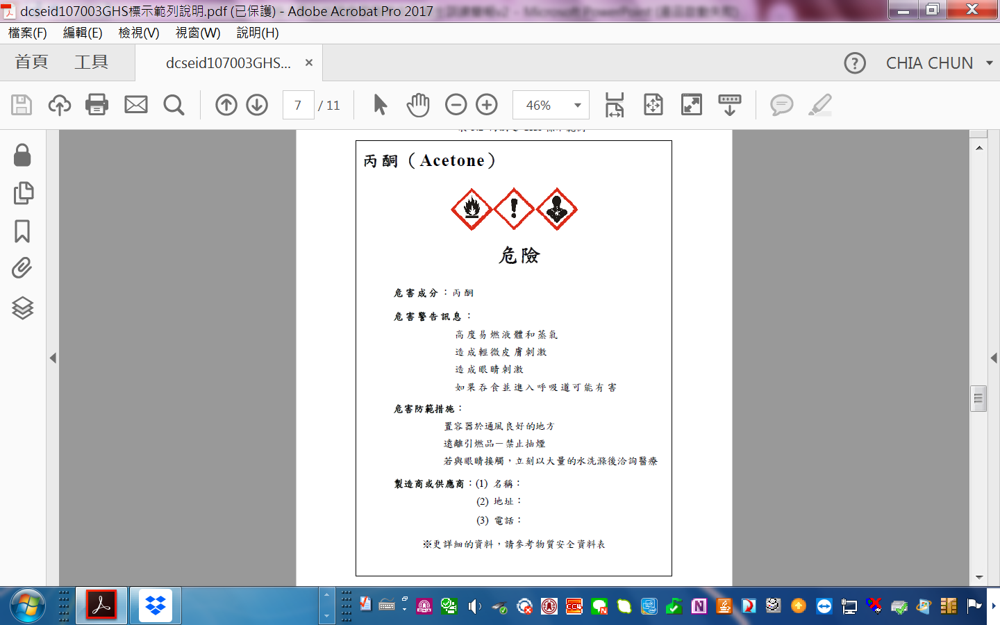 dcseid107003GHS標示範列說明.pdf (已保護) - Adobe Acrobat Pro 2017
檔案(F) 編輯(E) 檢視(V) 視窗(W) 說明(H)
首頁 工具 dcseid107003GHS... × ? CHIA CHUN
7 / 11 46%
丙酮（Acetone）
危險
危害成分：丙酮
危害警告訊息：
高度易燃液體和蒸氣
造成輕微皮膚刺激
造成眼睛刺激
如果吞食並進入呼吸道可能有害
危害防範措施：
置容器於通風良好的地方
遠離引燃品－禁止抽煙
若與眼睛接觸，立刻以大量的水洗滌後洽詢醫療
製造商或供應商：(1) 名稱：
(2) 地址：
(3) 電話：
※更詳細的資料，請參考物質安全資料表